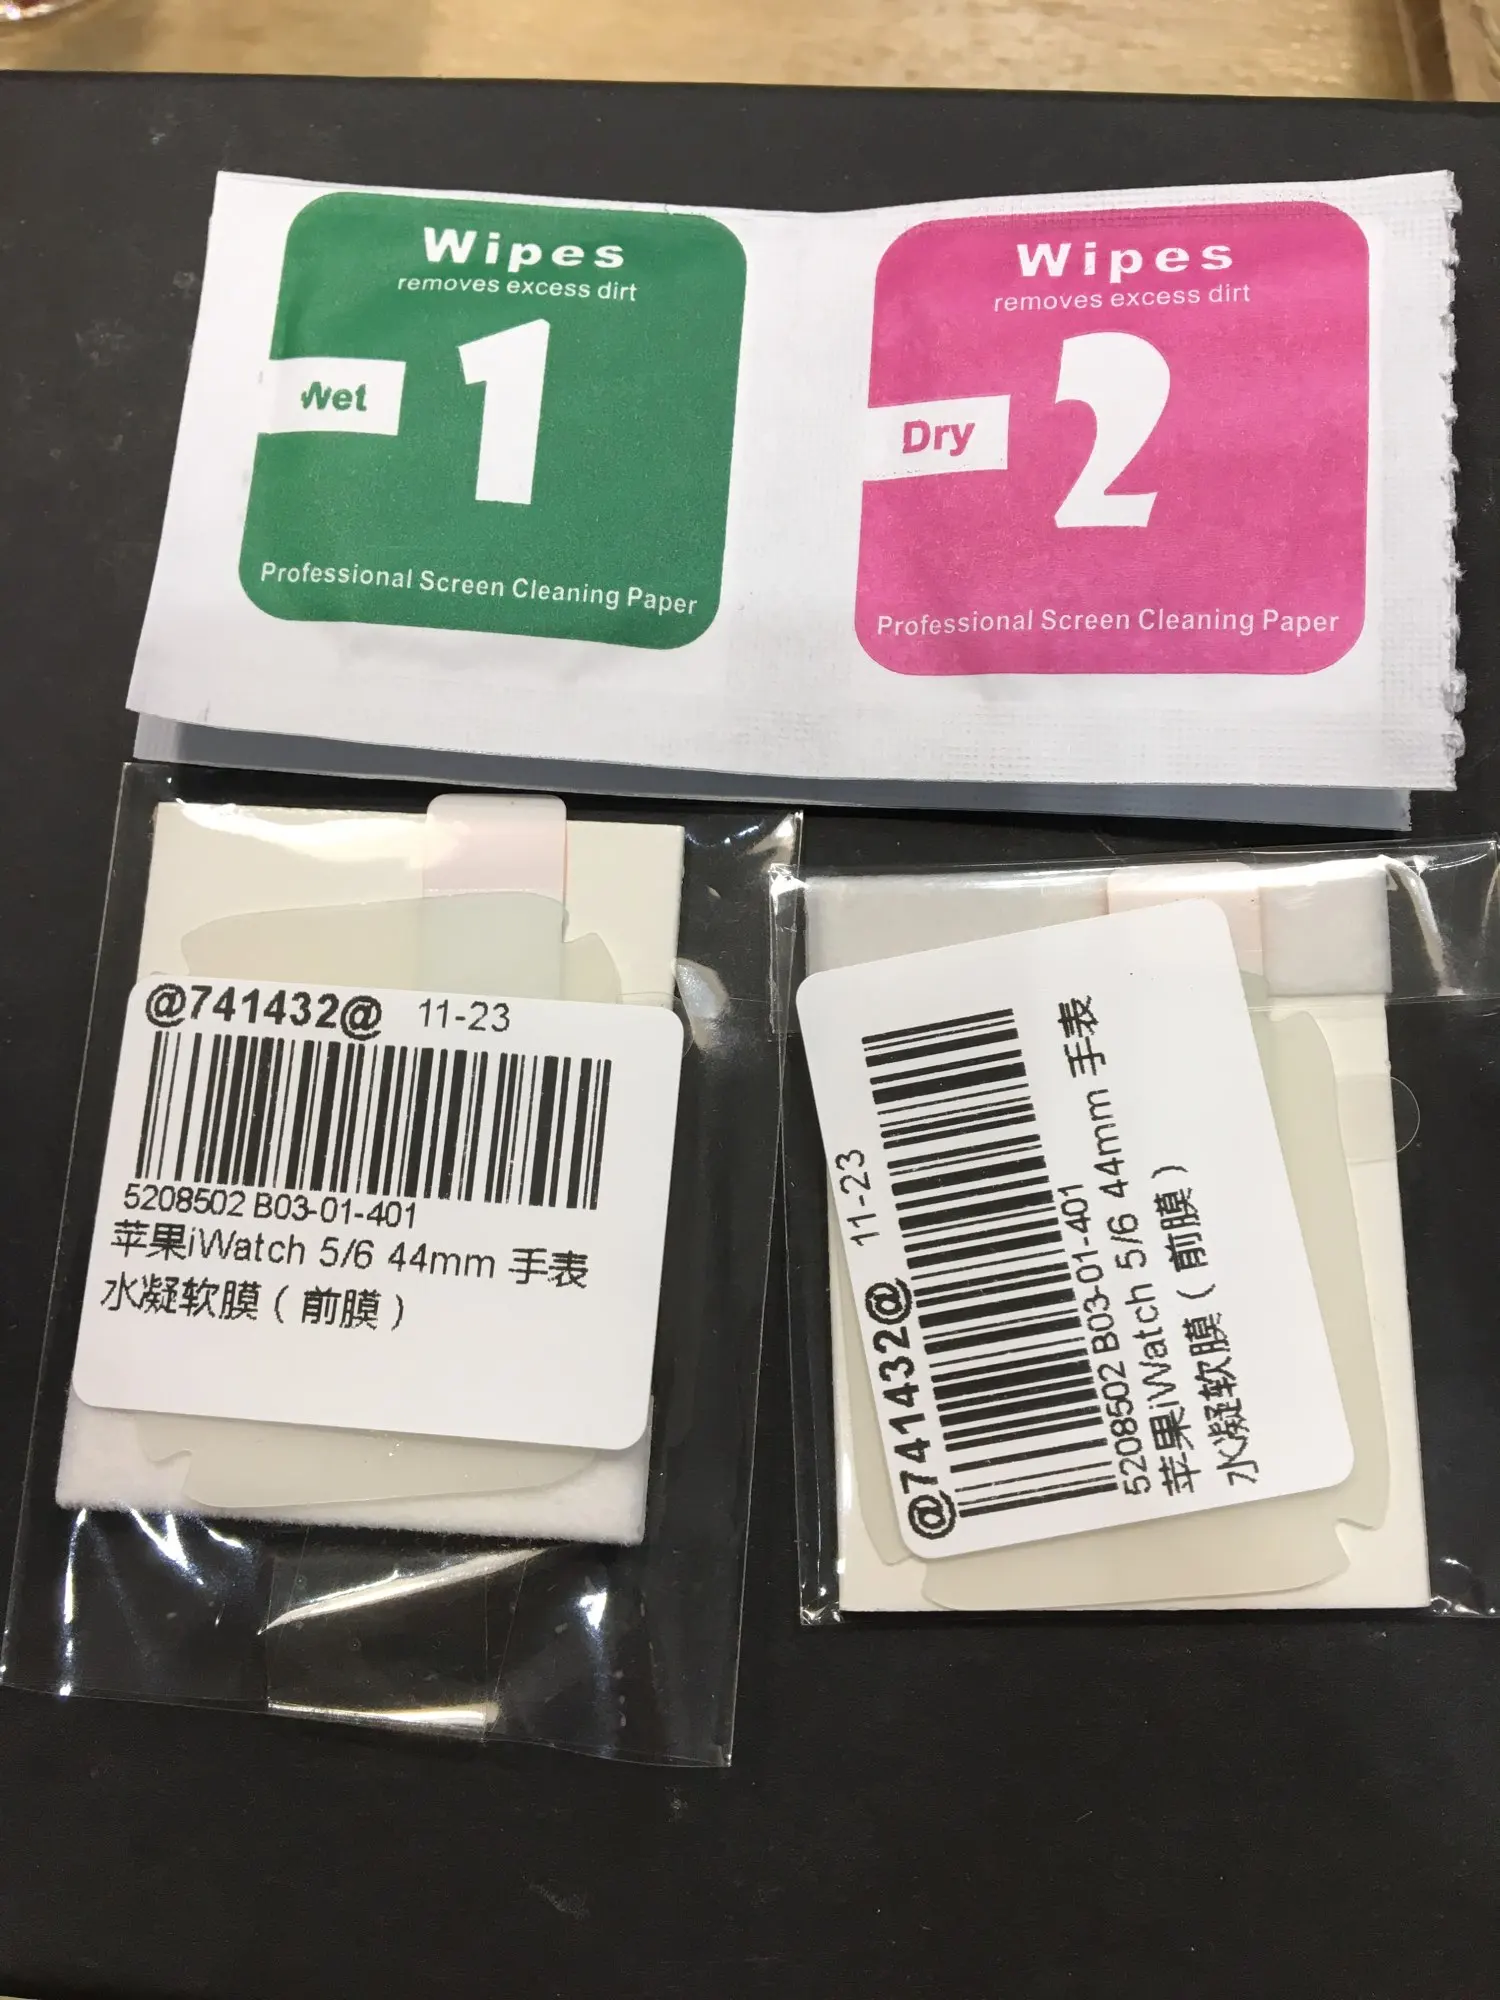 Wipes
removes excess dirt
Wet
1
Professional Screen Cleaning Paper
Wipes
removes excess dirt
Dry
2
Professional Screen Cleaning Paper
@741432@ 11-23
5208502 B03-01-401
苹果iWatch 5/6 44mm 手表
水凝软膜（前膜）
@741432@ 11-23
5208502 B03-01-401
苹果iWatch 5/6 44mm 手表
水凝软膜（前膜）